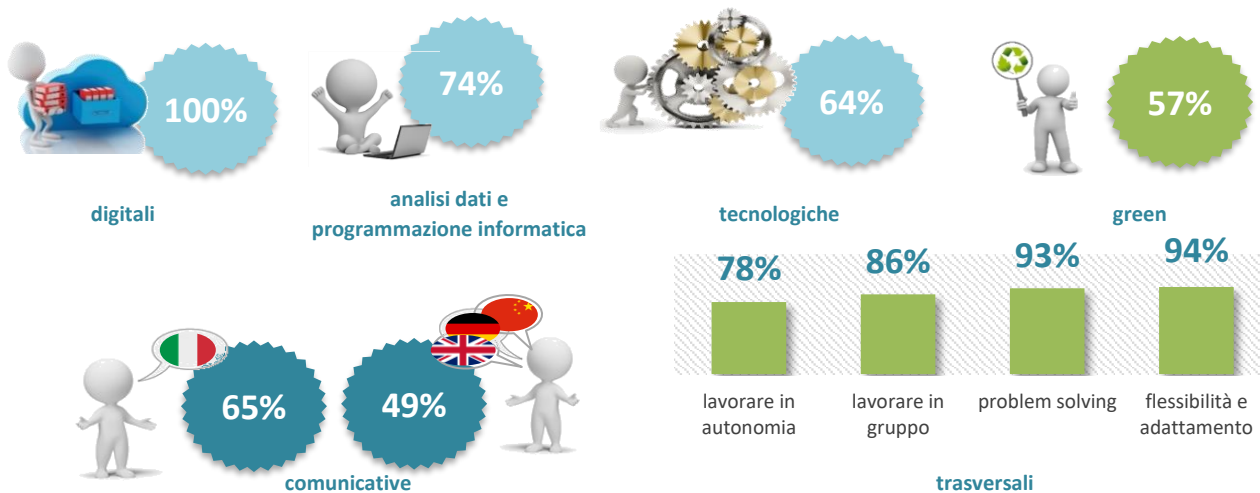 100%
74%
64%
57%
digitali
analisi dati e
programmazione informatica
tecnologiche
green
78%
86%
93%
94%
lavorare in
autonomia
lavorare in
gruppo
problem solving
flessibilità e
adattamento
65%
49%
comunicative
trasversali